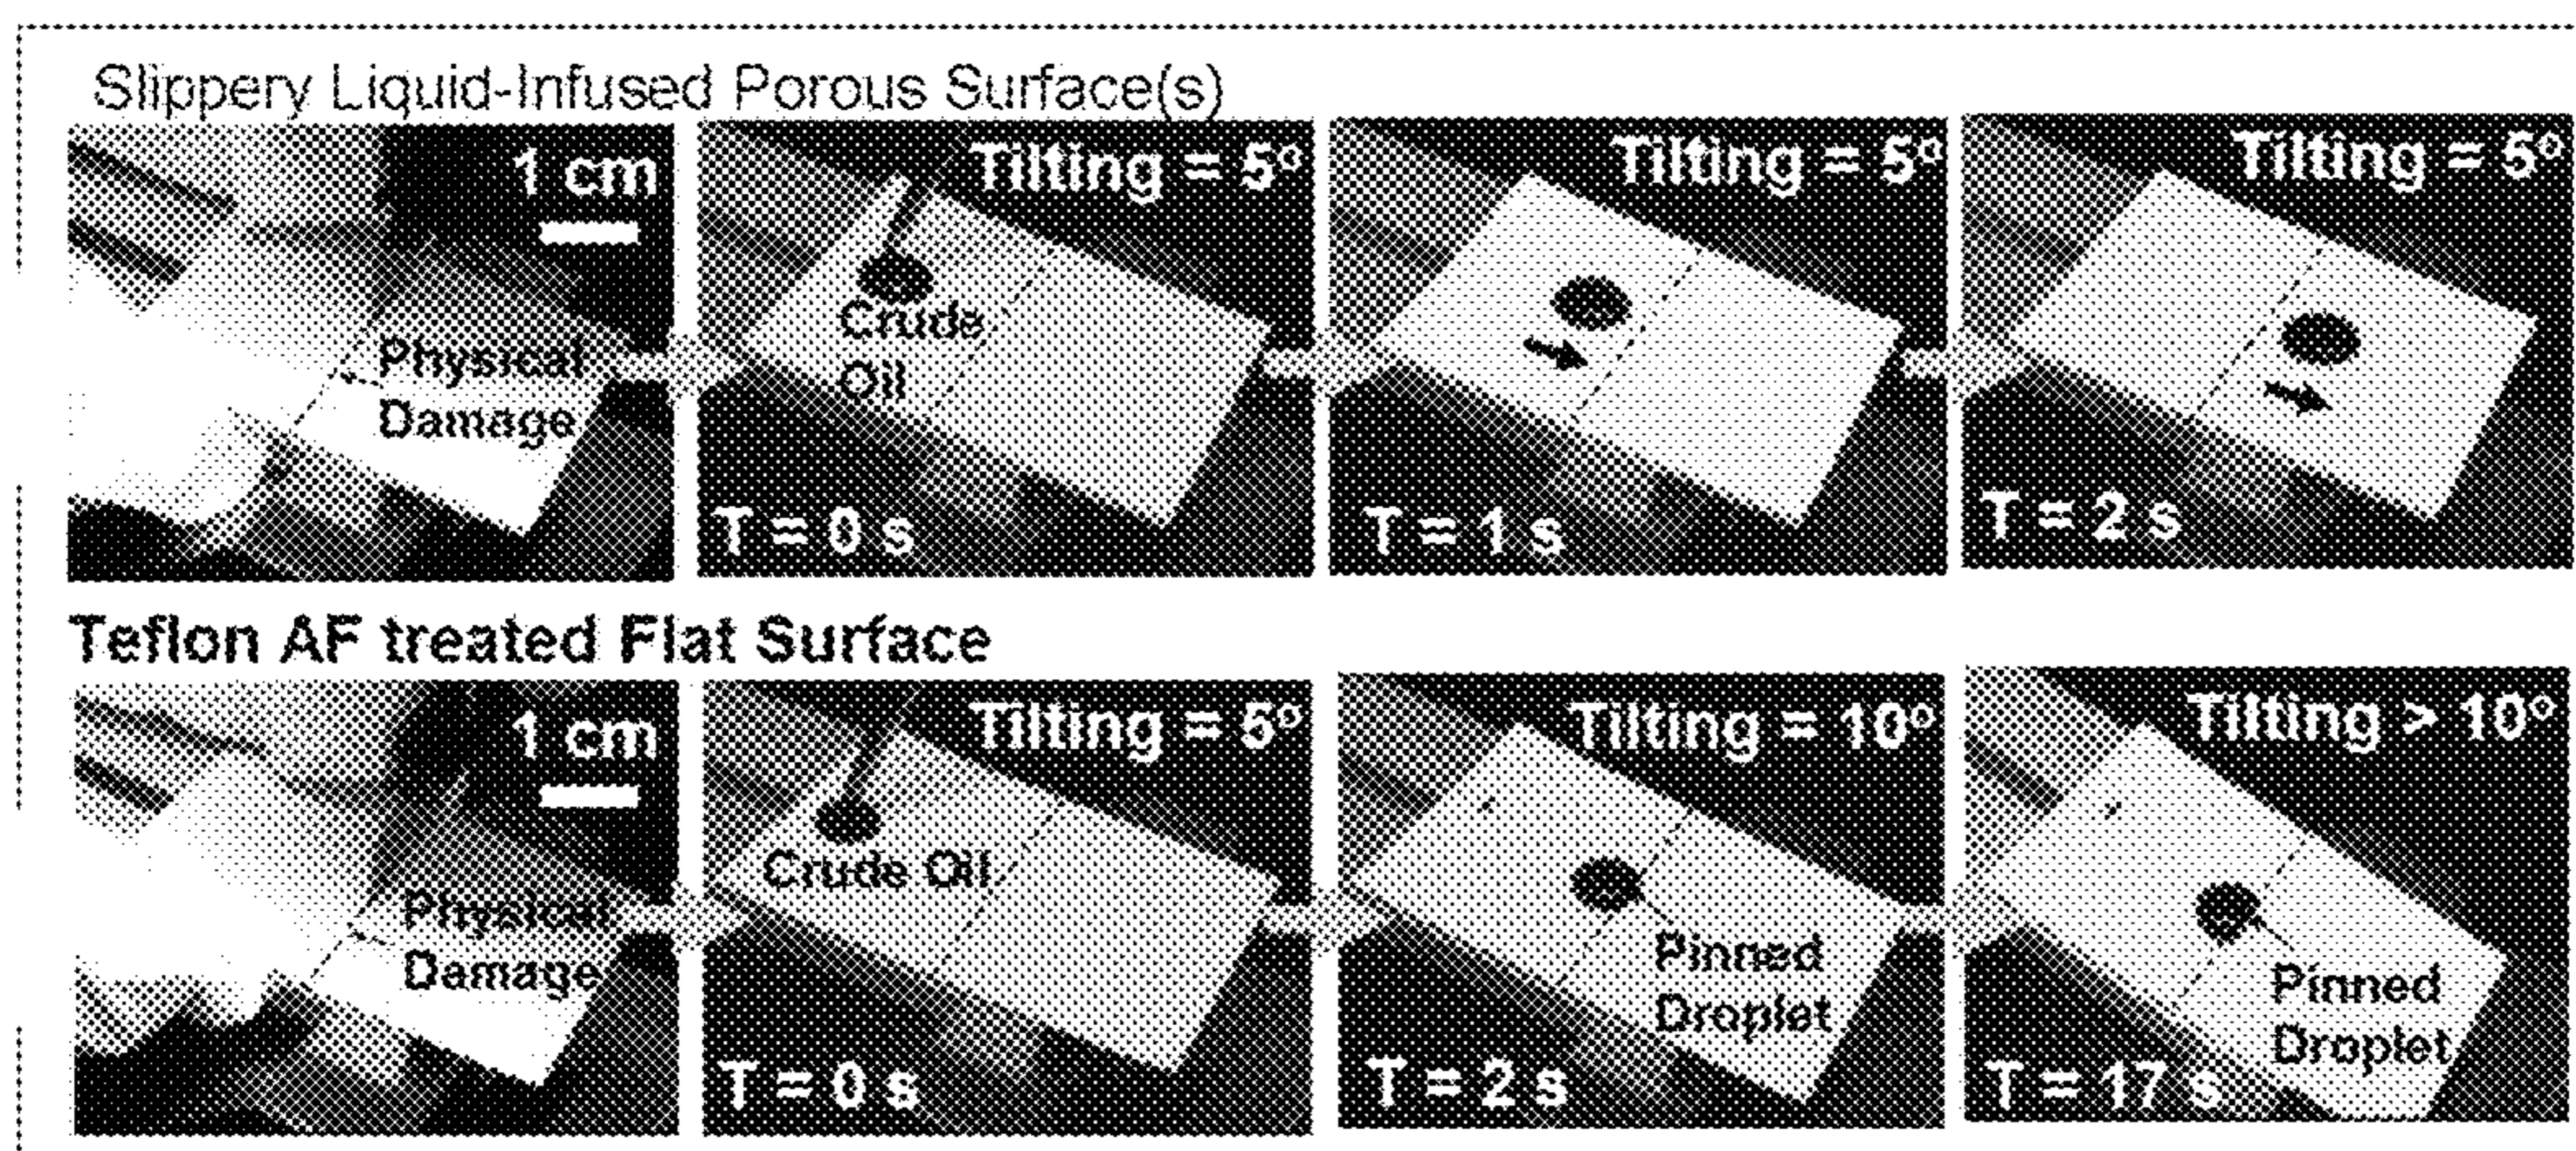 Slippery Liquid-Infused Porous Surface(s)
1 cm
Physical
Damage
Tilting = 5°
Crude
Oil
T = 0 s
Tilting = 5°
T = 1 s
Tilting = 5°
T = 2 s
Teflon AF treated Flat Surface
1 cm
Physical
Damage
Tilting = 5°
Crude Oil
T = 0 s
Tilting = 10°
Pinned
Droplet
T = 2 s
Tilting > 10°
Pinned
Droplet
T = 17 s